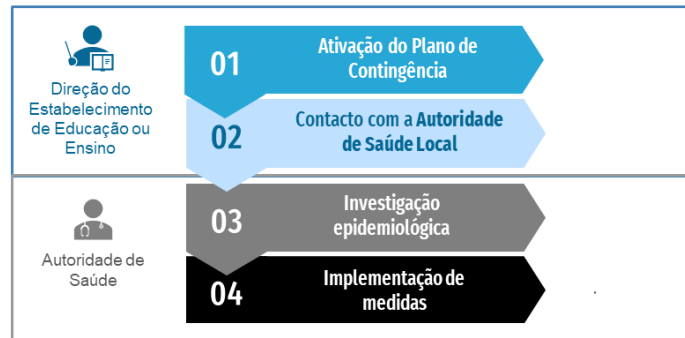 Direção do
Estabelecimento
de Educação ou
Ensino
01
Ativação do Plano de
Contingência
02
Contacto com a Autoridade
de Saúde Local
Autoridade de
Saúde
03
Investigação
epidemiológica
04
Implementação de
medidas
.